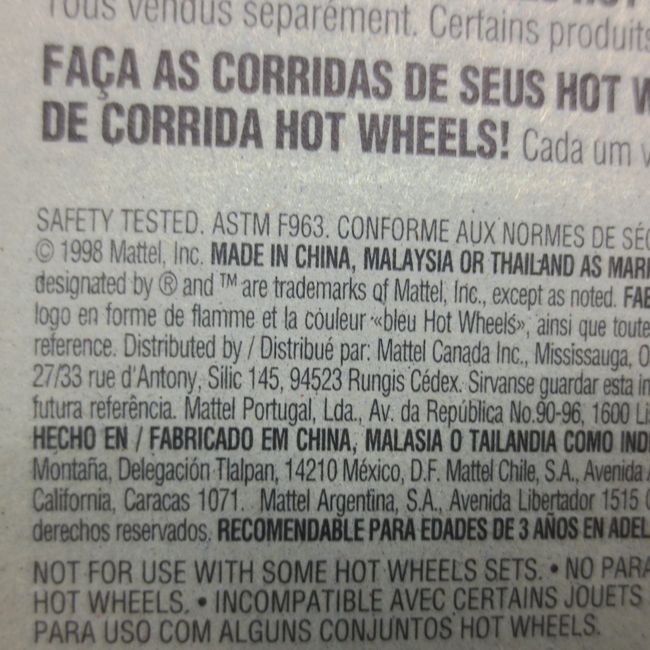 Tous vendus séparément. Certains produits
FAÇA AS CORRIDAS DE SEUS HOT
DE CORRIDA HOT WHEELS! Cada um
SAFETY TESTED. ASTM F963. CONFORME AUX NORMES DE
© 1998 Mattel, Inc. MADE IN CHINA, MALAYSIA OR THAILAND AS
designated by ® and ™ are trademarks of Mattel, Inc., except as noted.
logo en forme de flamme et la couleur «bleu Hot Wheels», ainsi que
reference. Distributed by / Distribué par: Mattel Canada Inc., Mississauga,
27/33 rue d'Antony, Silic 145, 94523 Rungis Cédex. Sirvanse guardar esta
futura referência. Mattel Portugal, Lda., Av. da República No.90-96, 1600
HECHO EN / FABRICADO EM CHINA, MALASIA O TAILANDIA COMO
Montaña, Delegación Tlalpan, 14210 México, D.F. Mattel Chile, S.A., Avenida
California, Caracas 1071. Mattel Argentina, S.A., Avenida Libertador 1515
derechos reservados. RECOMENDABLE PARA EDADES DE 3 AÑOS EN
NOT FOR USE WITH SOME HOT WHEELS SETS. • NO
HOT WHEELS. • INCOMPATIBLE AVEC CERTAINS JOUETS
PARA USO COM ALGUNS CONJUNTOS HOT WHEELS.